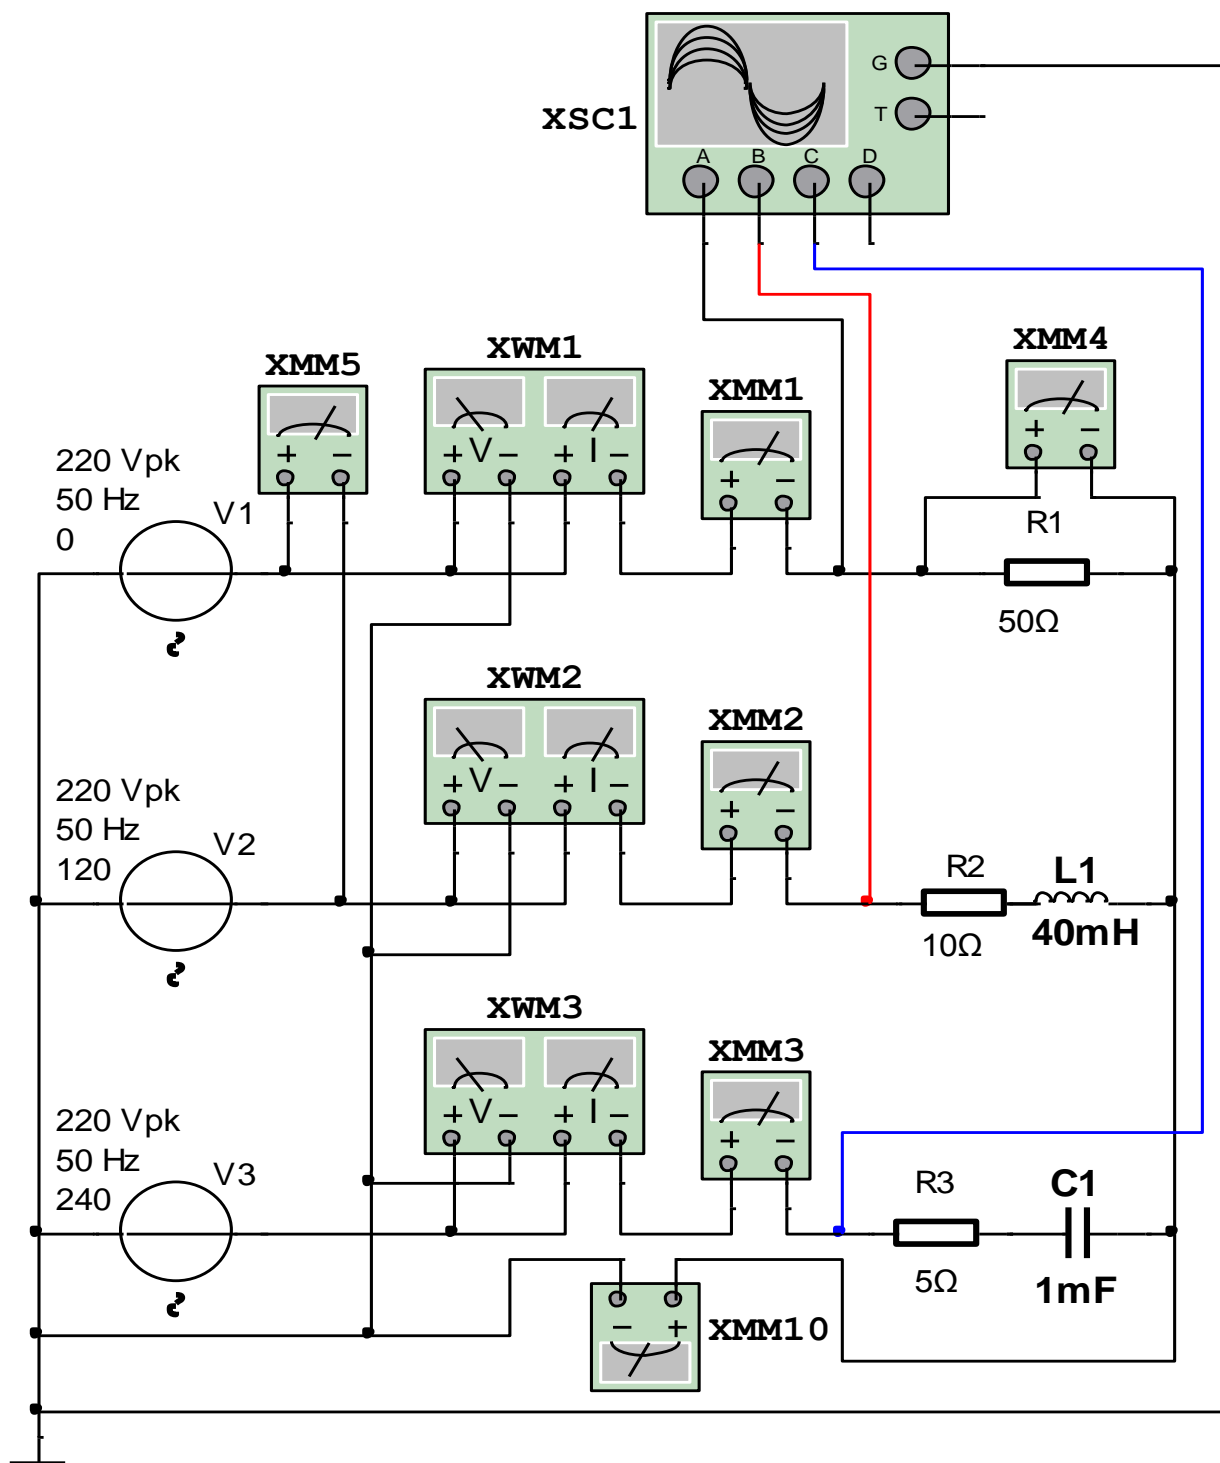 XSC1
G
T
A B C D
XMM5
XWM1
XMM1
XMM4
+ −
+ V − + I −
+ −
+ −
220 Vpk
50 Hz
0
V1
R1
50Ω
XWM2
XMM2
+ V − + I −
+ −
220 Vpk
50 Hz
120
V2
R2
L1
10Ω
40mH
XWM3
XMM3
+ V − + I −
+ −
220 Vpk
50 Hz
240
V3
R3
C1
5Ω
1mF
− +
XMM10